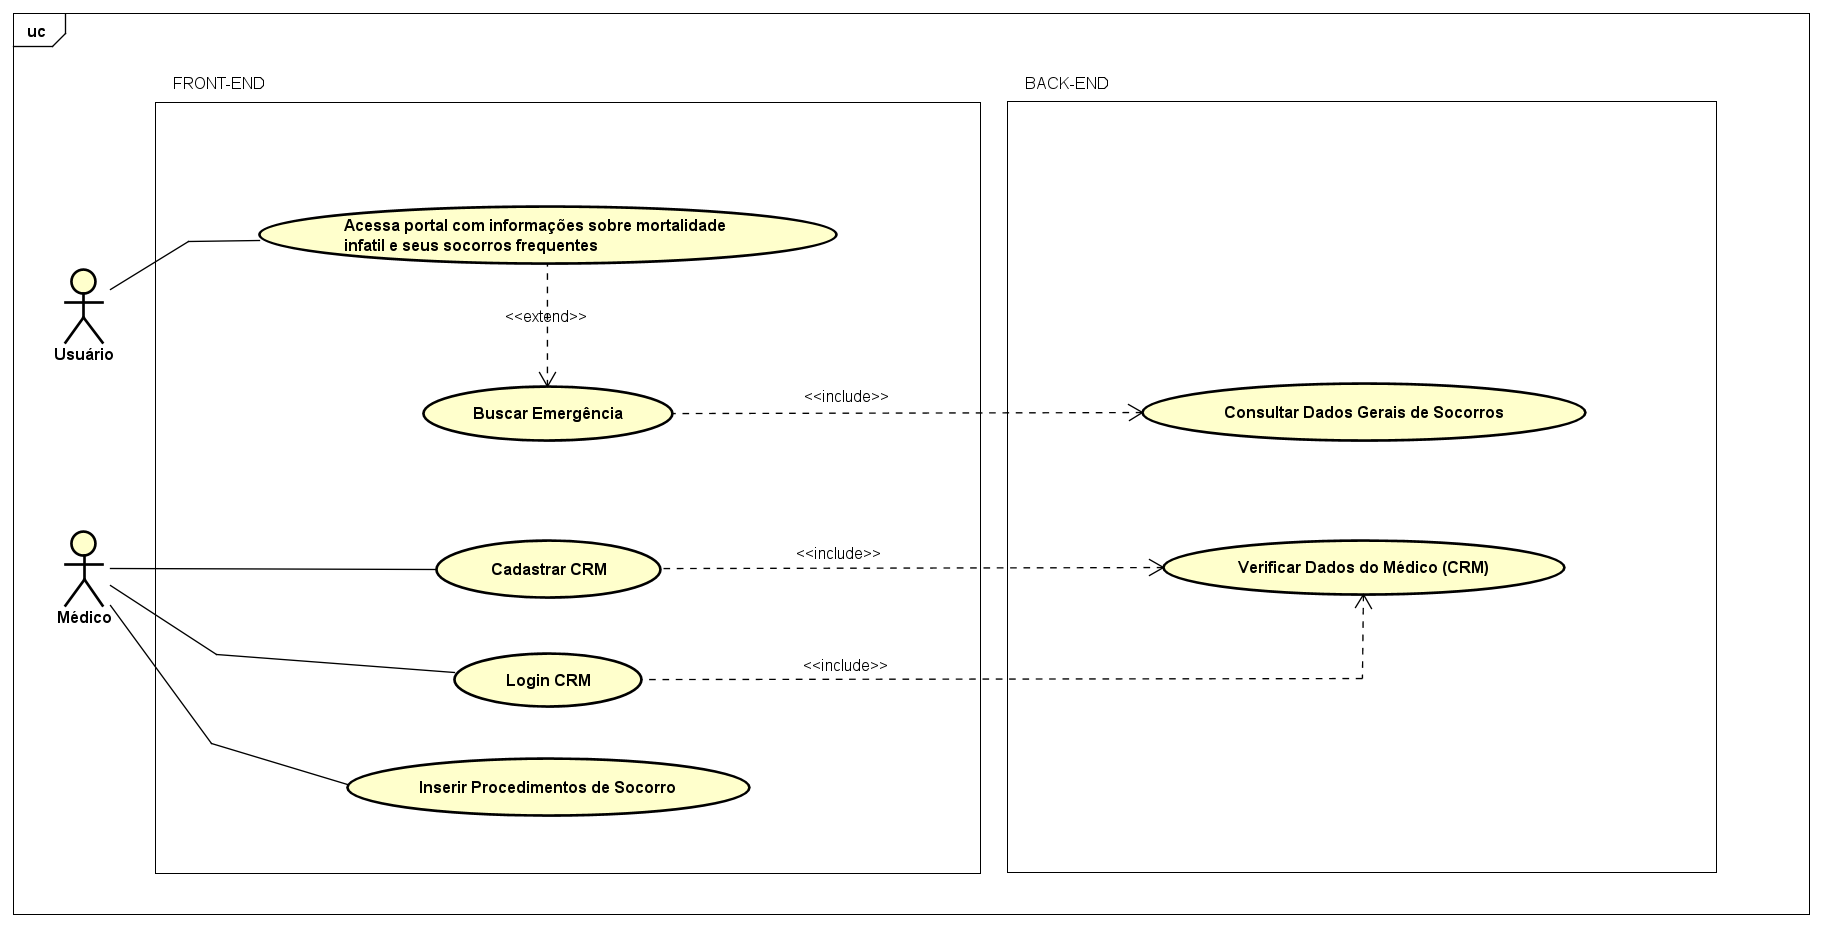 uc
FRONT-END
BACK-END
Acessa portal com informações sobre mortalidade
infatil e seus socorros frequentes
Usuário
<<extend>>
Buscar Emergência
<<include>>
Consultar Dados Gerais de Socorros
Médico
Cadastrar CRM
<<include>>
Verificar Dados do Médico (CRM)
Login CRM
<<include>>
Inserir Procedimentos de Socorro